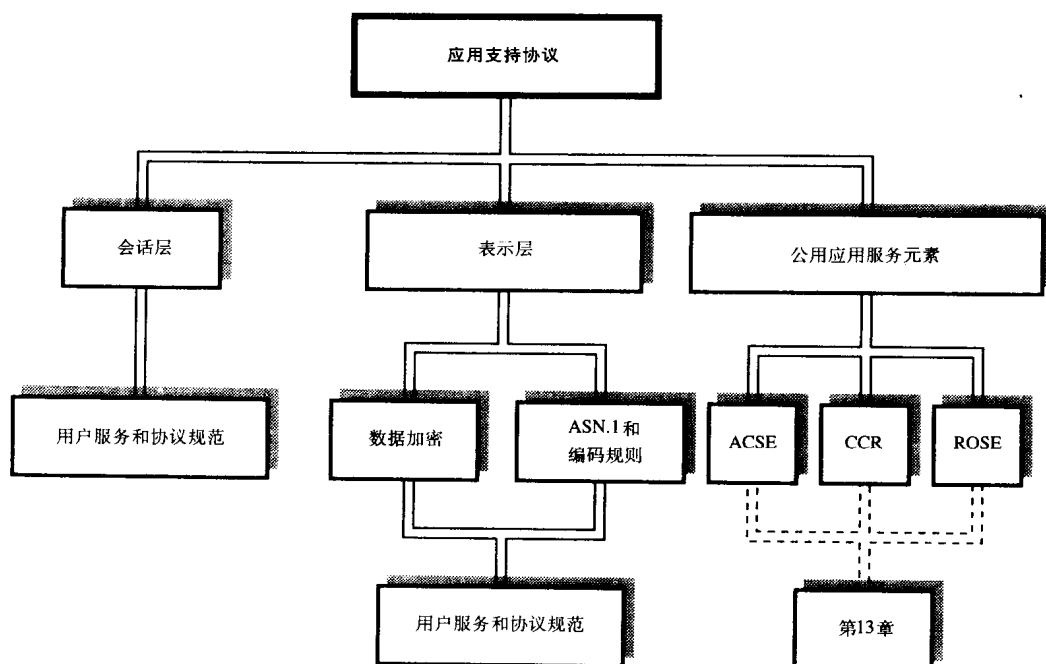 应用支持协议
会话层
表示层
公用应用服务元素
用户服务和协议规范
数据加密
ASN.1和
编码规则
ACSE
CCR
ROSE
用户服务和协议规范
第13章